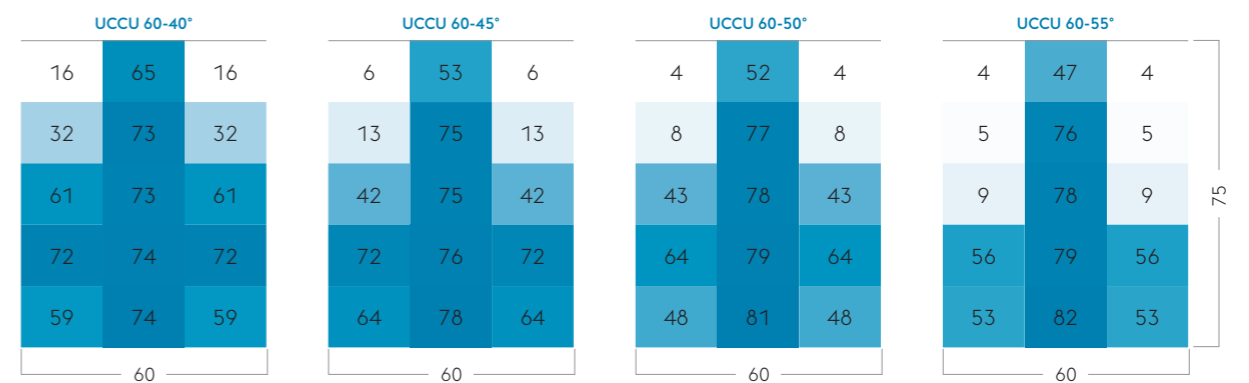 UCCU 60-40° UCCU 60-45° UCCU 60-50° UCCU 60-55°
16 65 16 6 53 6 4 52 4 4 47 4
32 73 32 13 75 13 8 77 8 5 76 5
61 73 61 42 75 42 43 78 43 9 78 9
75
72 74 72 72 76 72 64 79 64 56 79 56
59 74 59 64 78 64 48 81 48 53 82 53
60 60 60 60